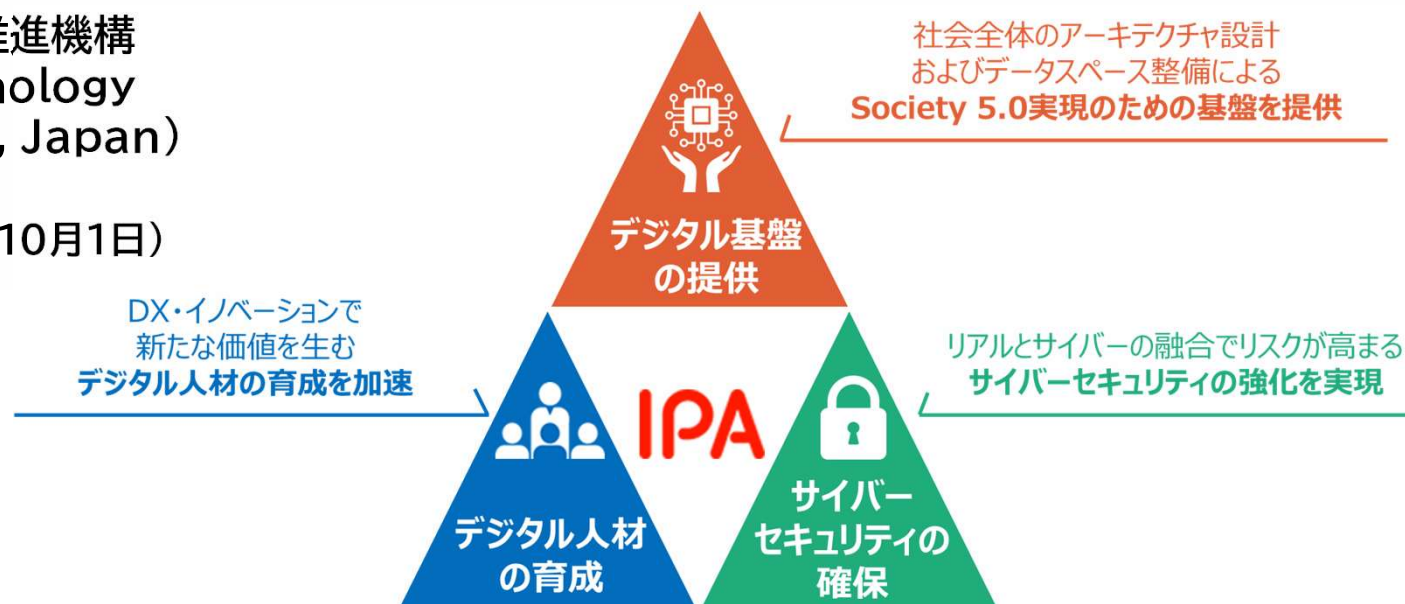 推進機構
nology
, Japan）
10月1日）
社会全体のアーキテクチャ設計
およびデータスペース整備による
Society 5.0実現のための基盤を提供
デジタル基盤
の提供
DX・イノベーションで
新たな価値を生む
デジタル人材の育成を加速
リアルとサイバーの融合でリスクが高まる
サイバーセキュリティの強化を実現
IPA
デジタル人材
の育成
サイバー
セキュリティの
確保